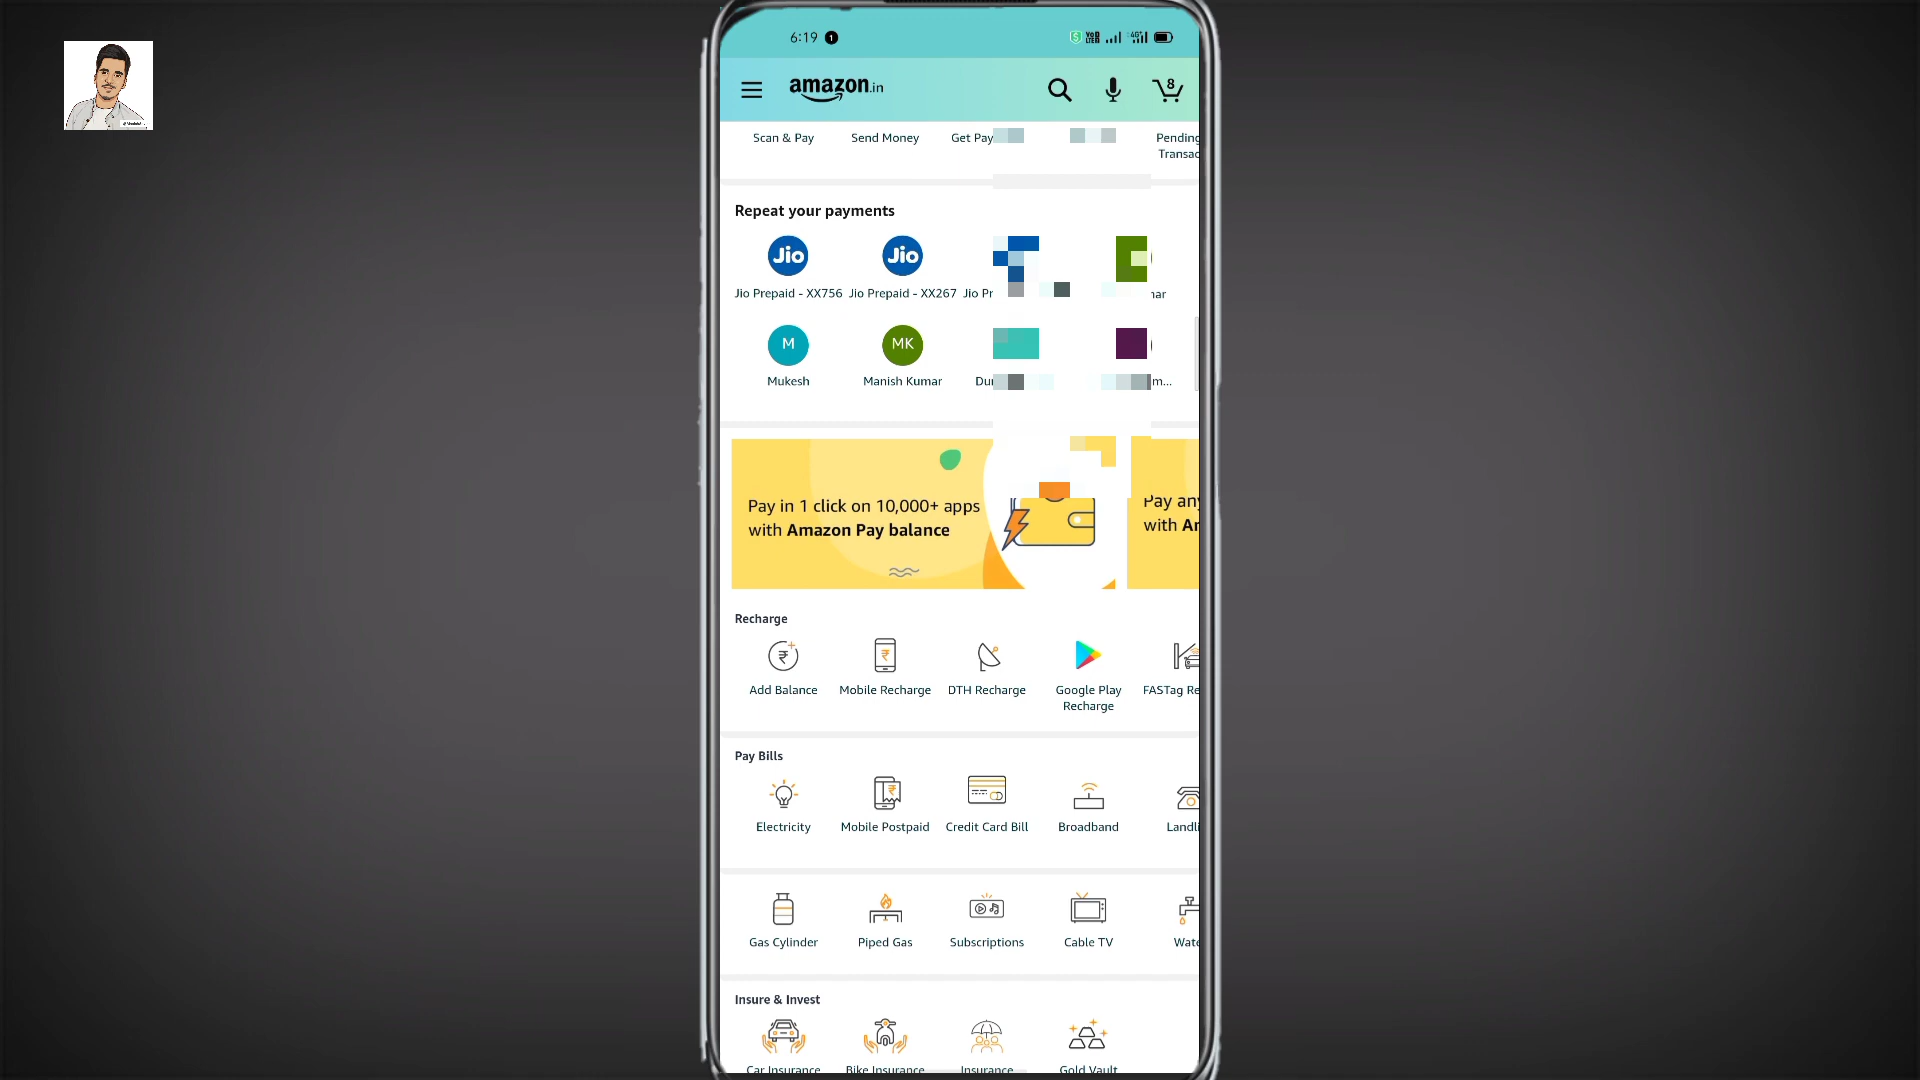 6:19 1
amazon.in
8
Scan & Pay Send Money Get Pay Pending
Transac
Repeat your payments
Jio Jio
Jio Prepaid - XX756 Jio Prepaid - XX267 Jio Pr
M MK
Mukesh Manish Kumar
Pay in 1 click on 10,000+ apps
with Amazon Pay balance
Pay any
with Ar
Recharge
Add Balance Mobile Recharge DTH Recharge Google Play
Recharge
FASTag Re
Pay Bills
Electricity Mobile Postpaid Credit Card Bill Broadband Landli
Gas Cylinder Piped Gas Subscriptions Cable TV Wate
Insure & Invest
Car Insurance Bike Insurance Insurance Gold Vault